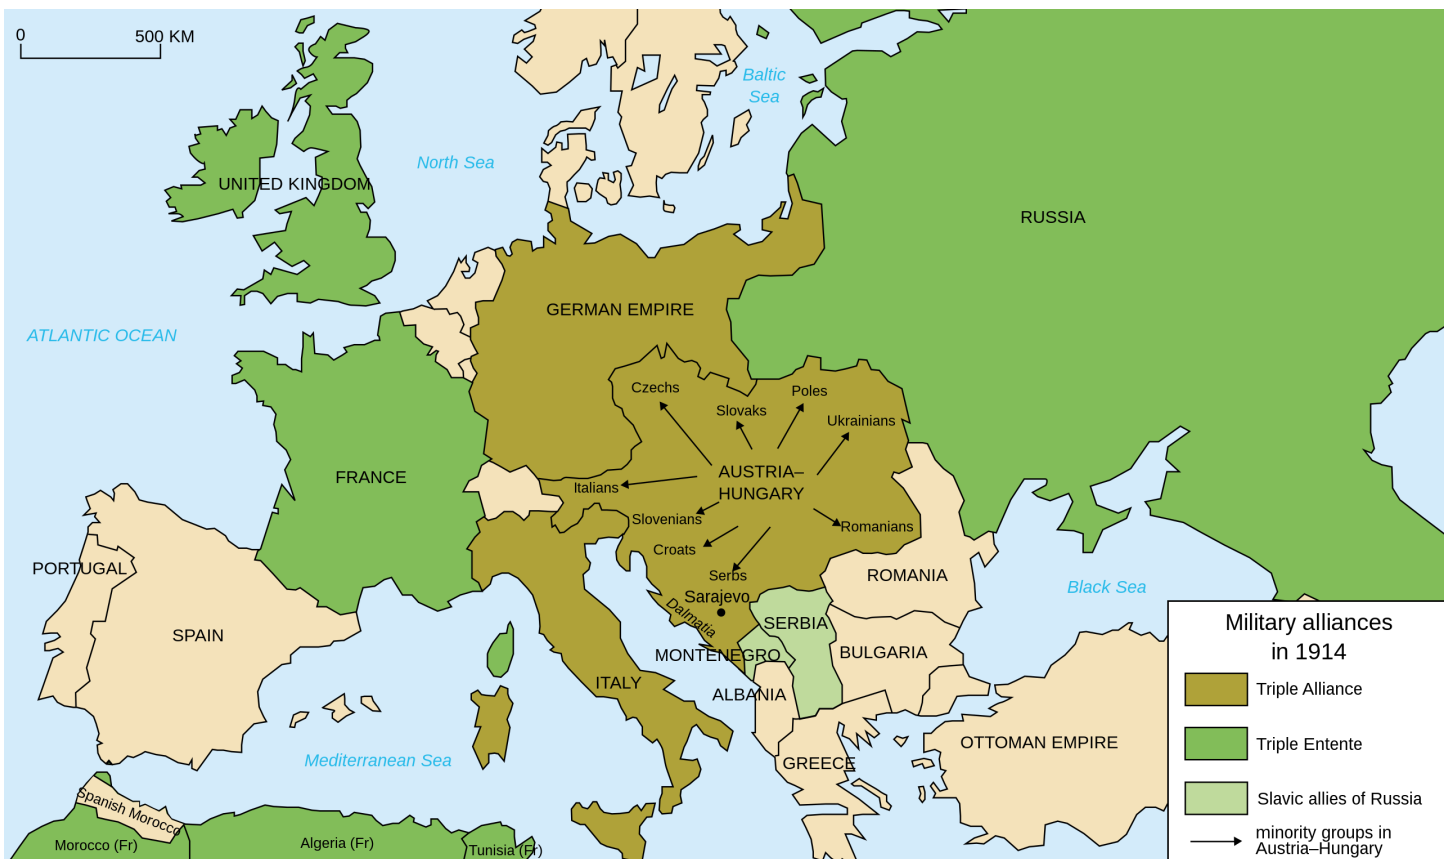 0 500 KM
Baltic
Sea
North Sea
UNITED KINGDOM
RUSSIA
GERMAN EMPIRE
ATLANTIC OCEAN
Czechs
Poles
Slovaks
Ukrainians
FRANCE
AUSTRIA–
HUNGARY
Italians
Slovenians
Romanians
Croats
PORTUGAL
Serbs
ROMANIA
Black Sea
Sarajevo
Dalmatia
SERBIA
SPAIN
BULGARIA
MONTENEGRO
ITALY
ALBANIA
OTTOMAN EMPIRE
Mediterranean Sea
GREECE
Spanish Morocco
Morocco (Fr)
Algeria (Fr)
Tunisia (Fr)
Military alliances
in 1914
Triple Alliance
Triple Entente
Slavic allies of Russia
minority groups in
Austria–Hungary